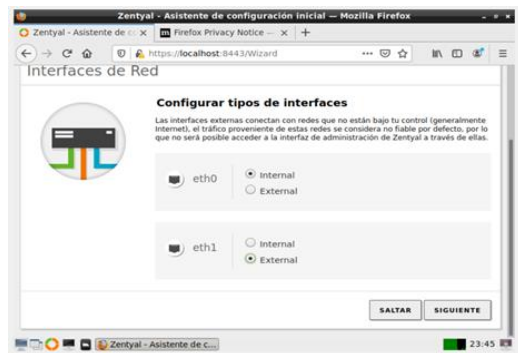 Zentyal - Asistente de configuración inicial — Mozilla Firefox
Zentyal - Asistente de co
Firefox Privacy Notice —
https://localhost:8443/Wizard
Interfaces de Red
Configurar tipos de interfaces
Las interfaces externas conectan con redes que no están bajo tu control (generalmente
Internet), el tráfico proveniente de estas redes se considera no fiable por defecto, por lo
que no será posible acceder a la interfaz de administración de Zentyal a través de ellas.
eth0
Internal
External
eth1
Internal
External
SALTAR
SIGUIENTE
Zentyal - Asistente de c...
23:45